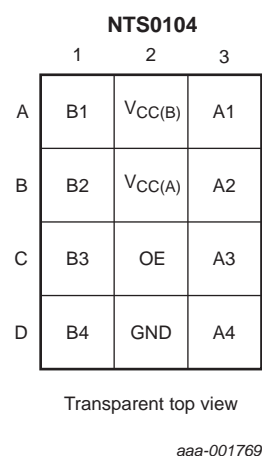 NTS0104
1 2 3
A B1 VCC(B) A1
B B2 VCC(A) A2
C B3 OE A3
D B4 GND A4
Transparent top view
aaa-001769